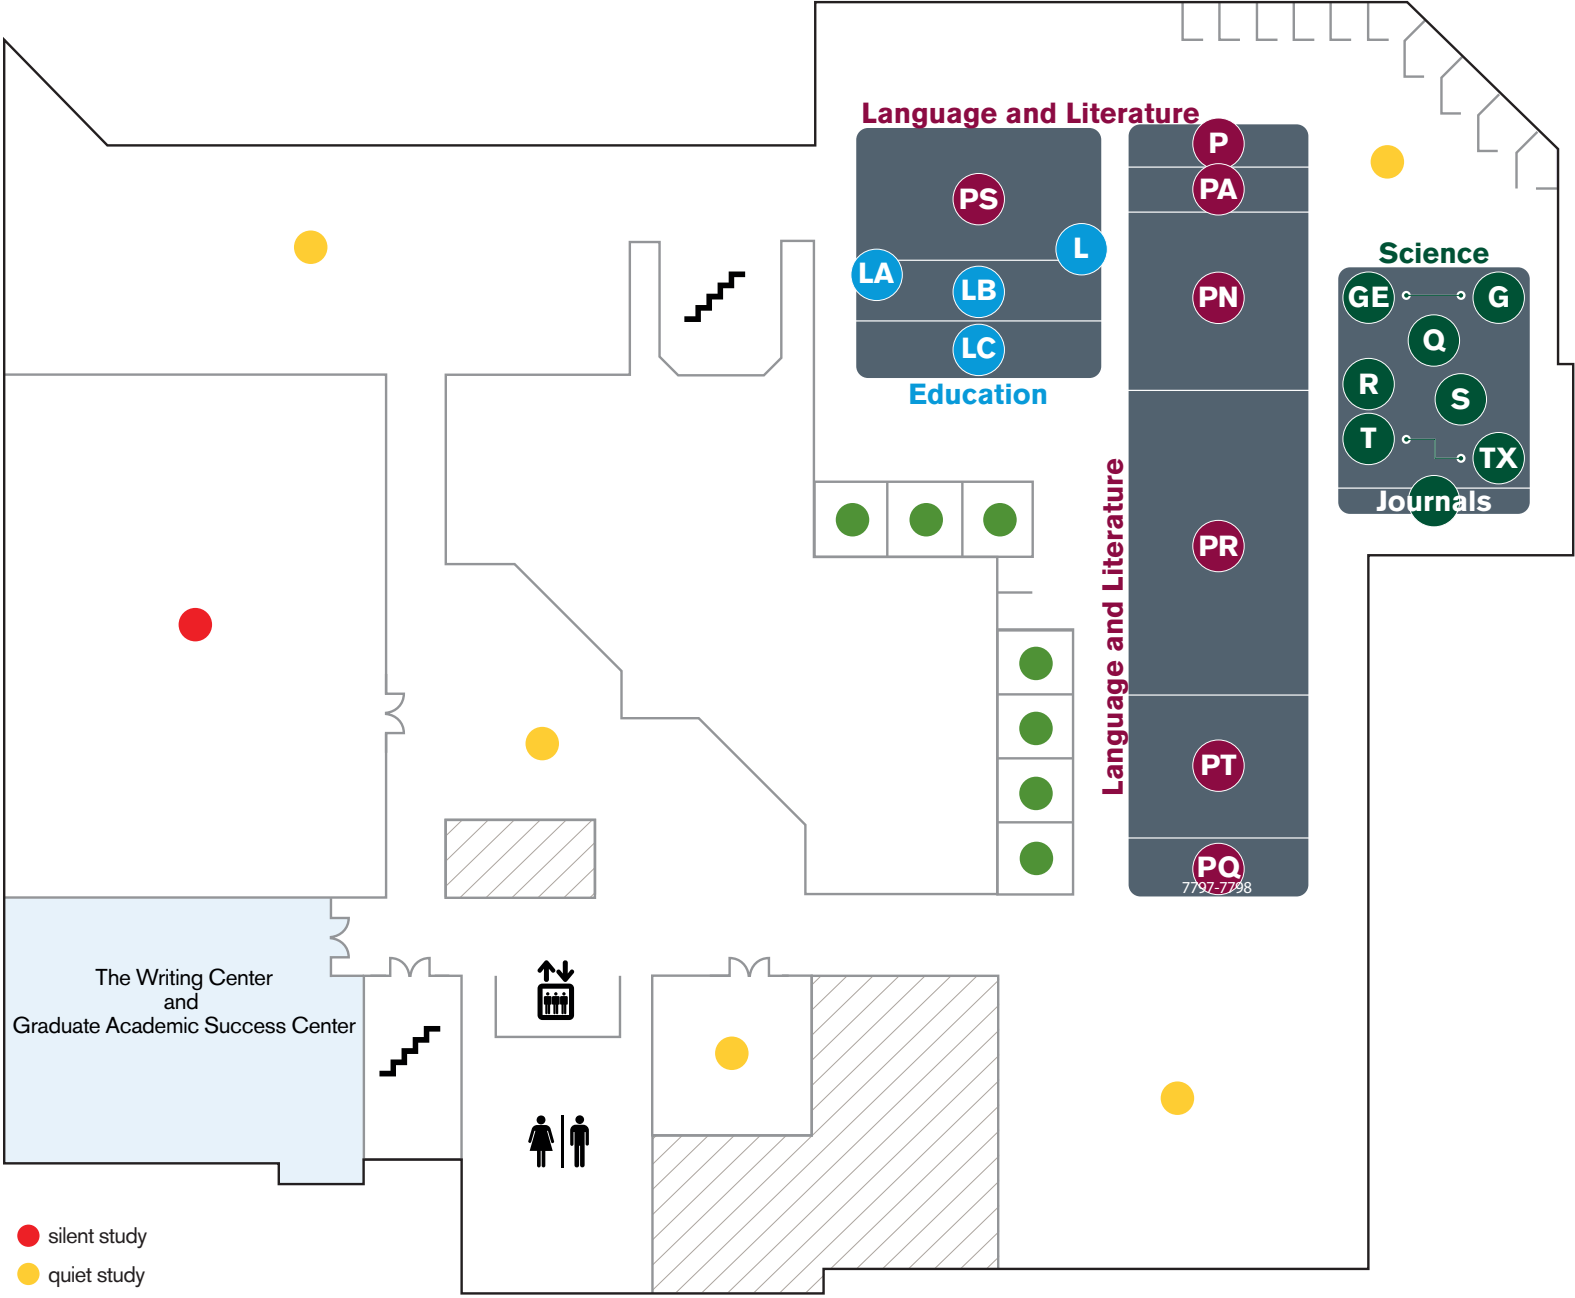 Language and Literature
P
PA
PS
L
LA
LB
LC
Education
PN
Science
GE
G
Q
R
S
T
TX
Journals
Language and Literature
PR
PT
PQ
7797-7798
The Writing Center
and
Graduate Academic Success Center
silent study
quiet study